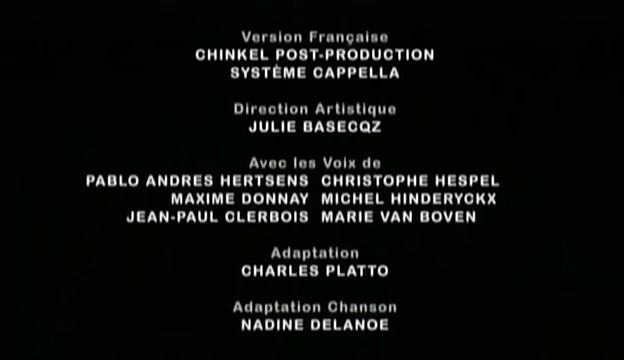 Version Française
CHINKEL POST-PRODUCTION
SYSTÈME CAPPELLA
Direction Artistique
JULIE BASECQZ
Avec les Voix de
PABLO ANDRES HERTSENS CHRISTOPHE HESPEL
MAXIME DONNAY MICHEL HINDERYCKX
JEAN-PAUL CLERBOIS MARIE VAN BOVEN
Adaptation
CHARLES PLATTO
Adaptation Chanson
NADINE DELANOE